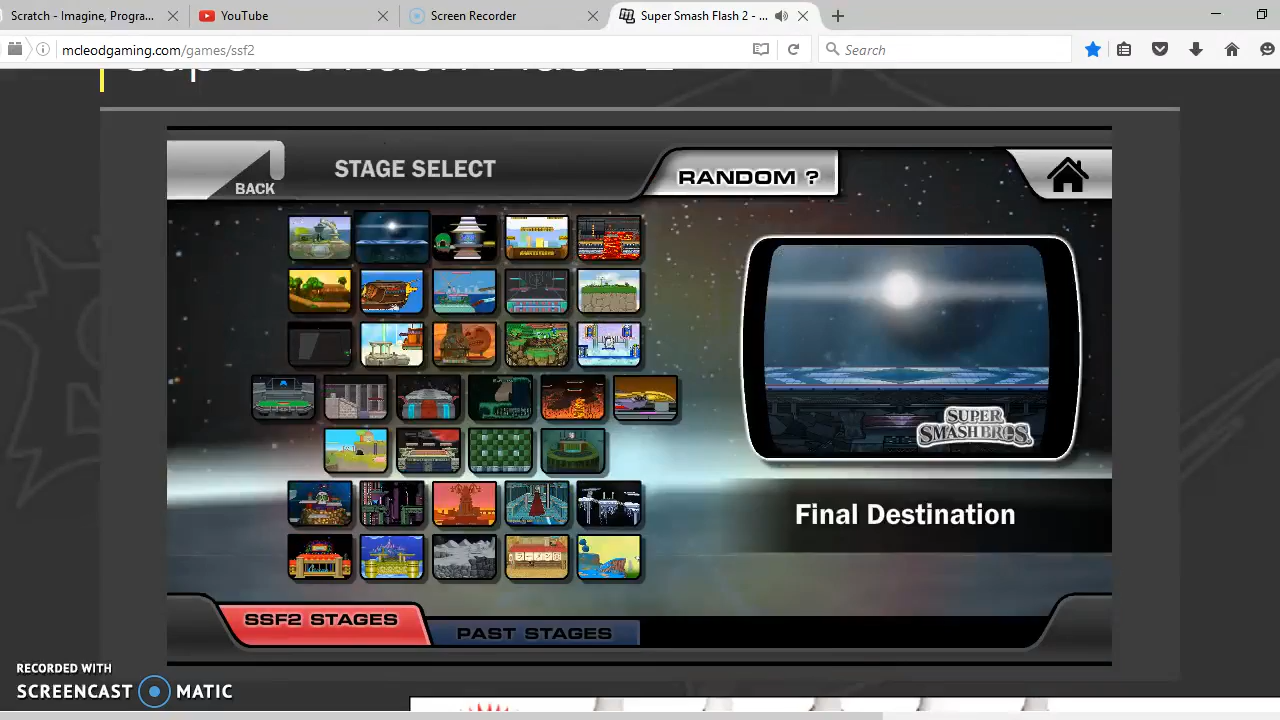 Scratch - Imagine, Progra...
YouTube
Screen Recorder
Super Smash Flash 2 - ...
mcleodgaming.com/games/ssf2
Search
BACK
STAGE SELECT
RANDOM ?
SUPER
SMASH BROS.
Final Destination
SSF2 STAGES
PAST STAGES
RECORDED WITH
SCREENCAST MATIC